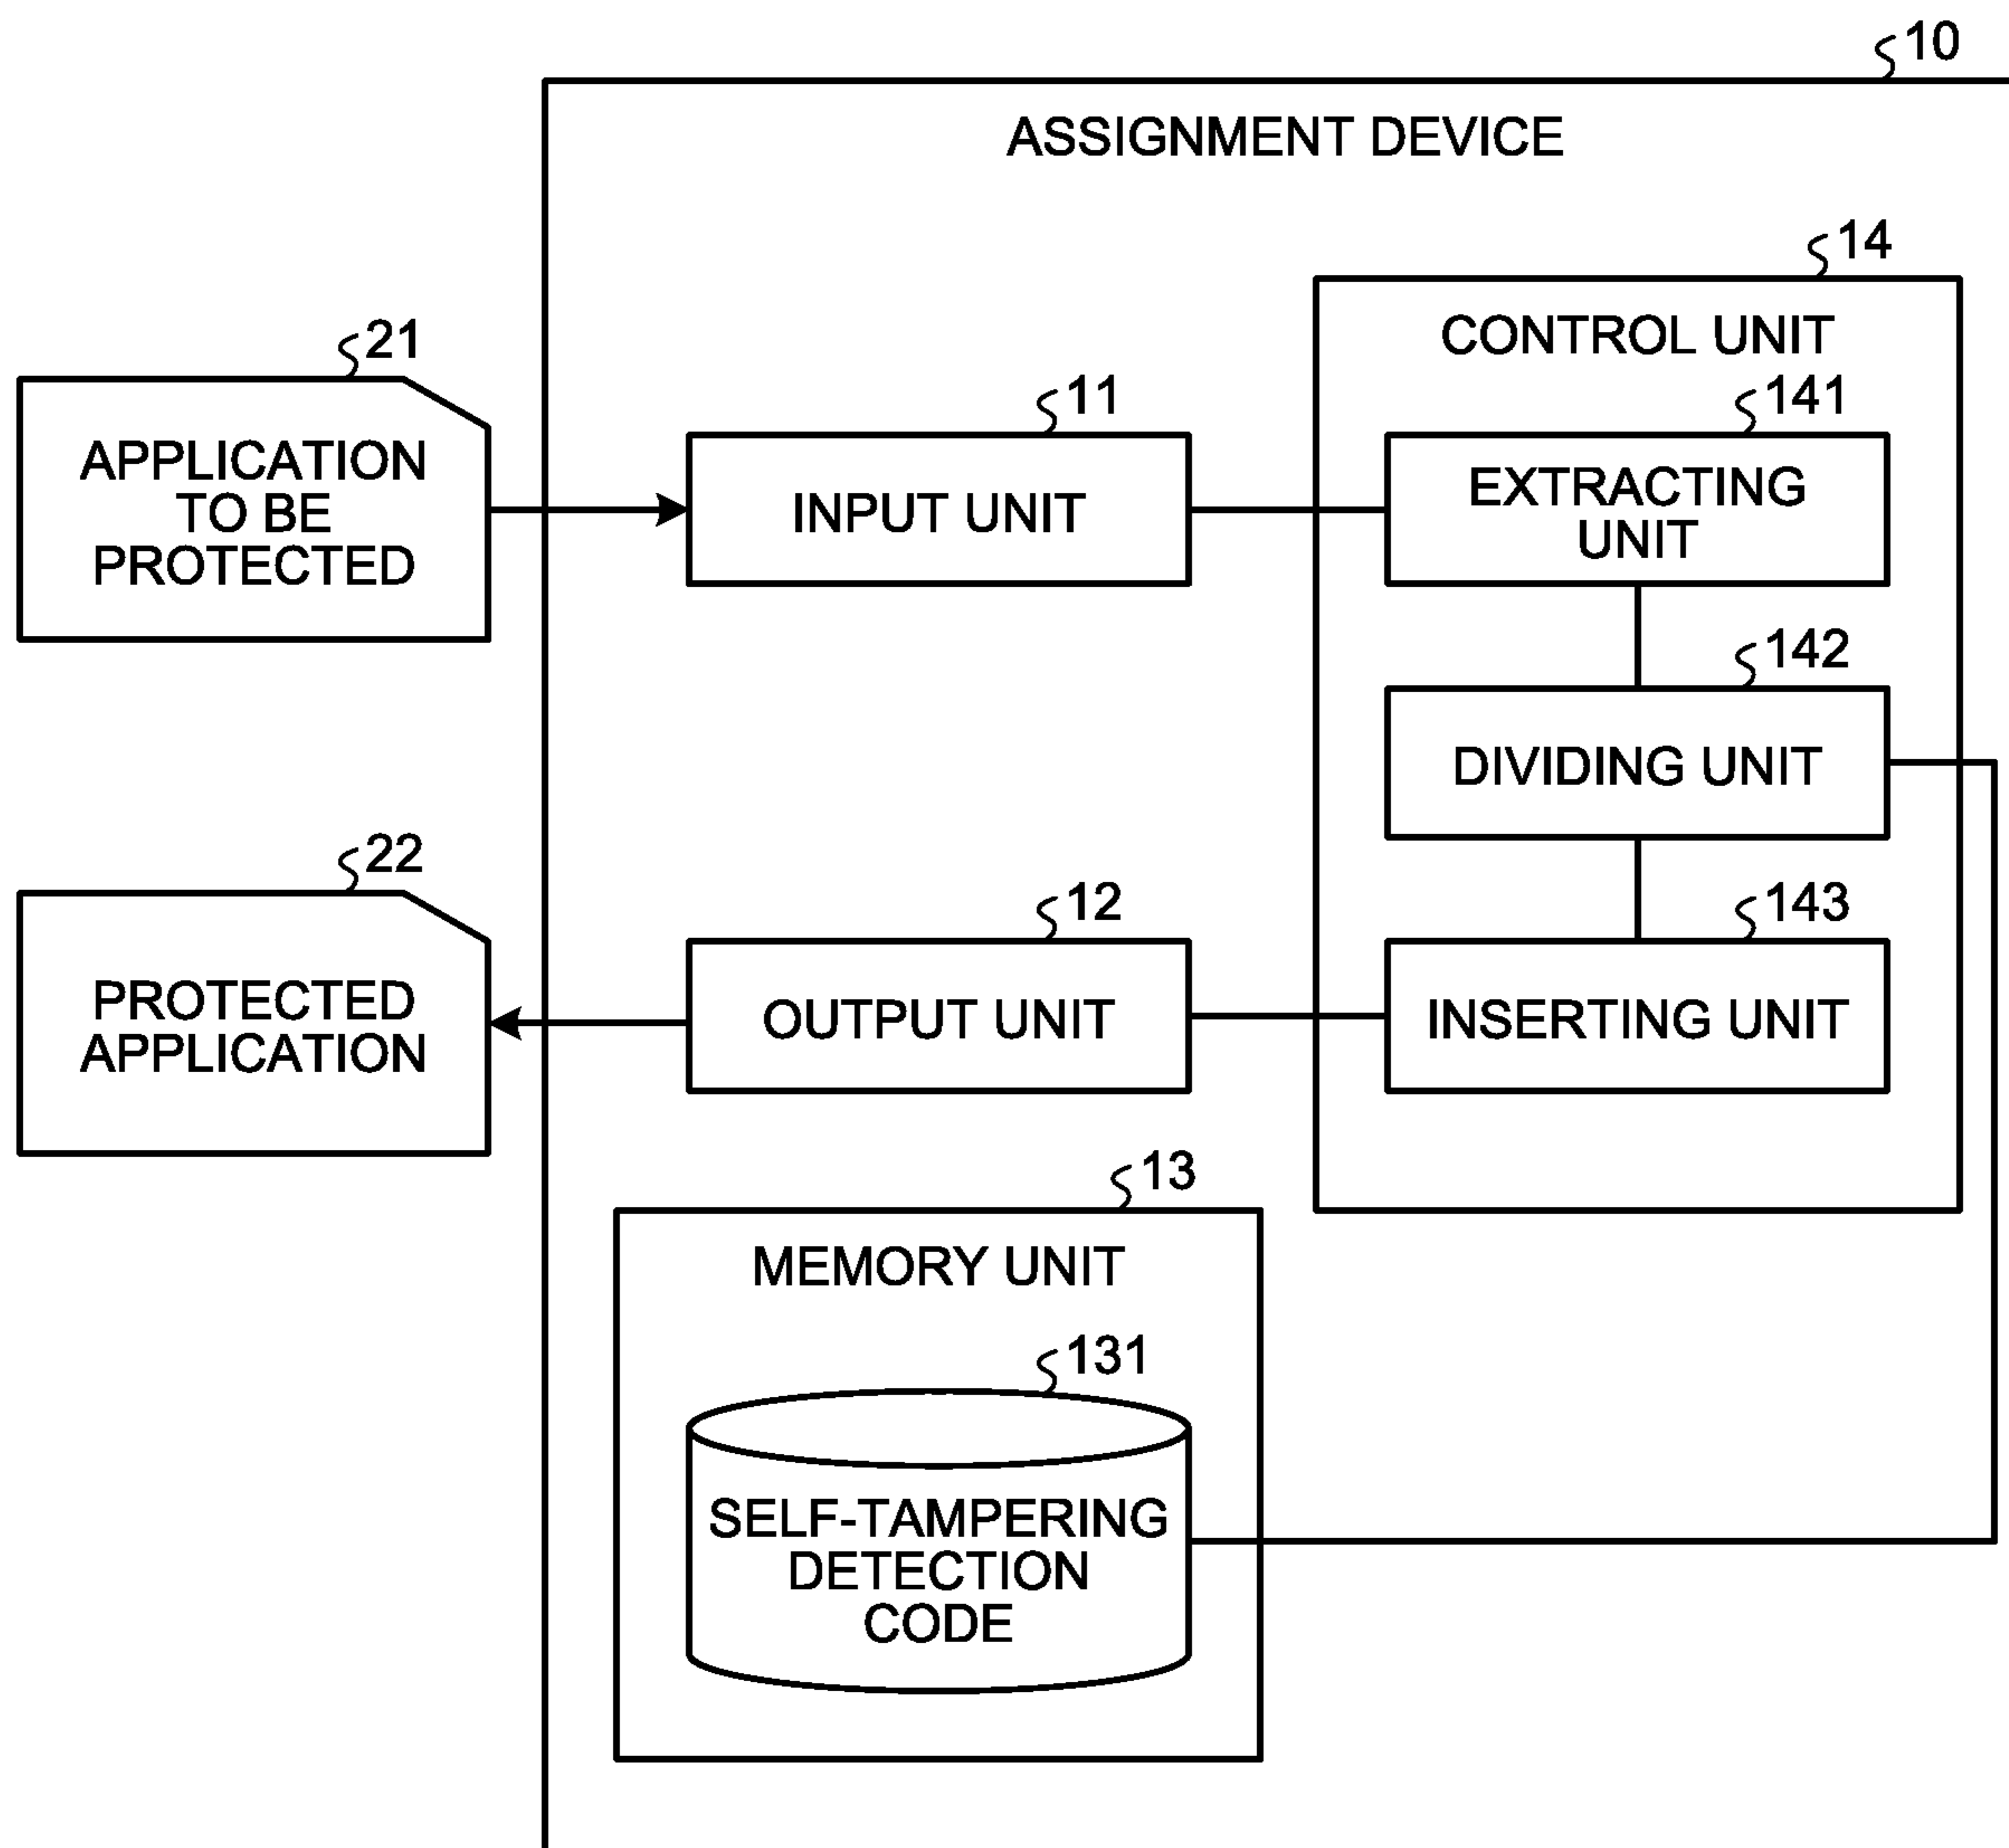 10
ASSIGNMENT DEVICE
14
CONTROL UNIT
21
APPLICATION
TO BE
PROTECTED
11
INPUT UNIT
141
EXTRACTING
UNIT
142
DIVIDING UNIT
22
PROTECTED
APPLICATION
12
OUTPUT UNIT
143
INSERTING UNIT
13
MEMORY UNIT
131
SELF-TAMPERING
DETECTION
CODE